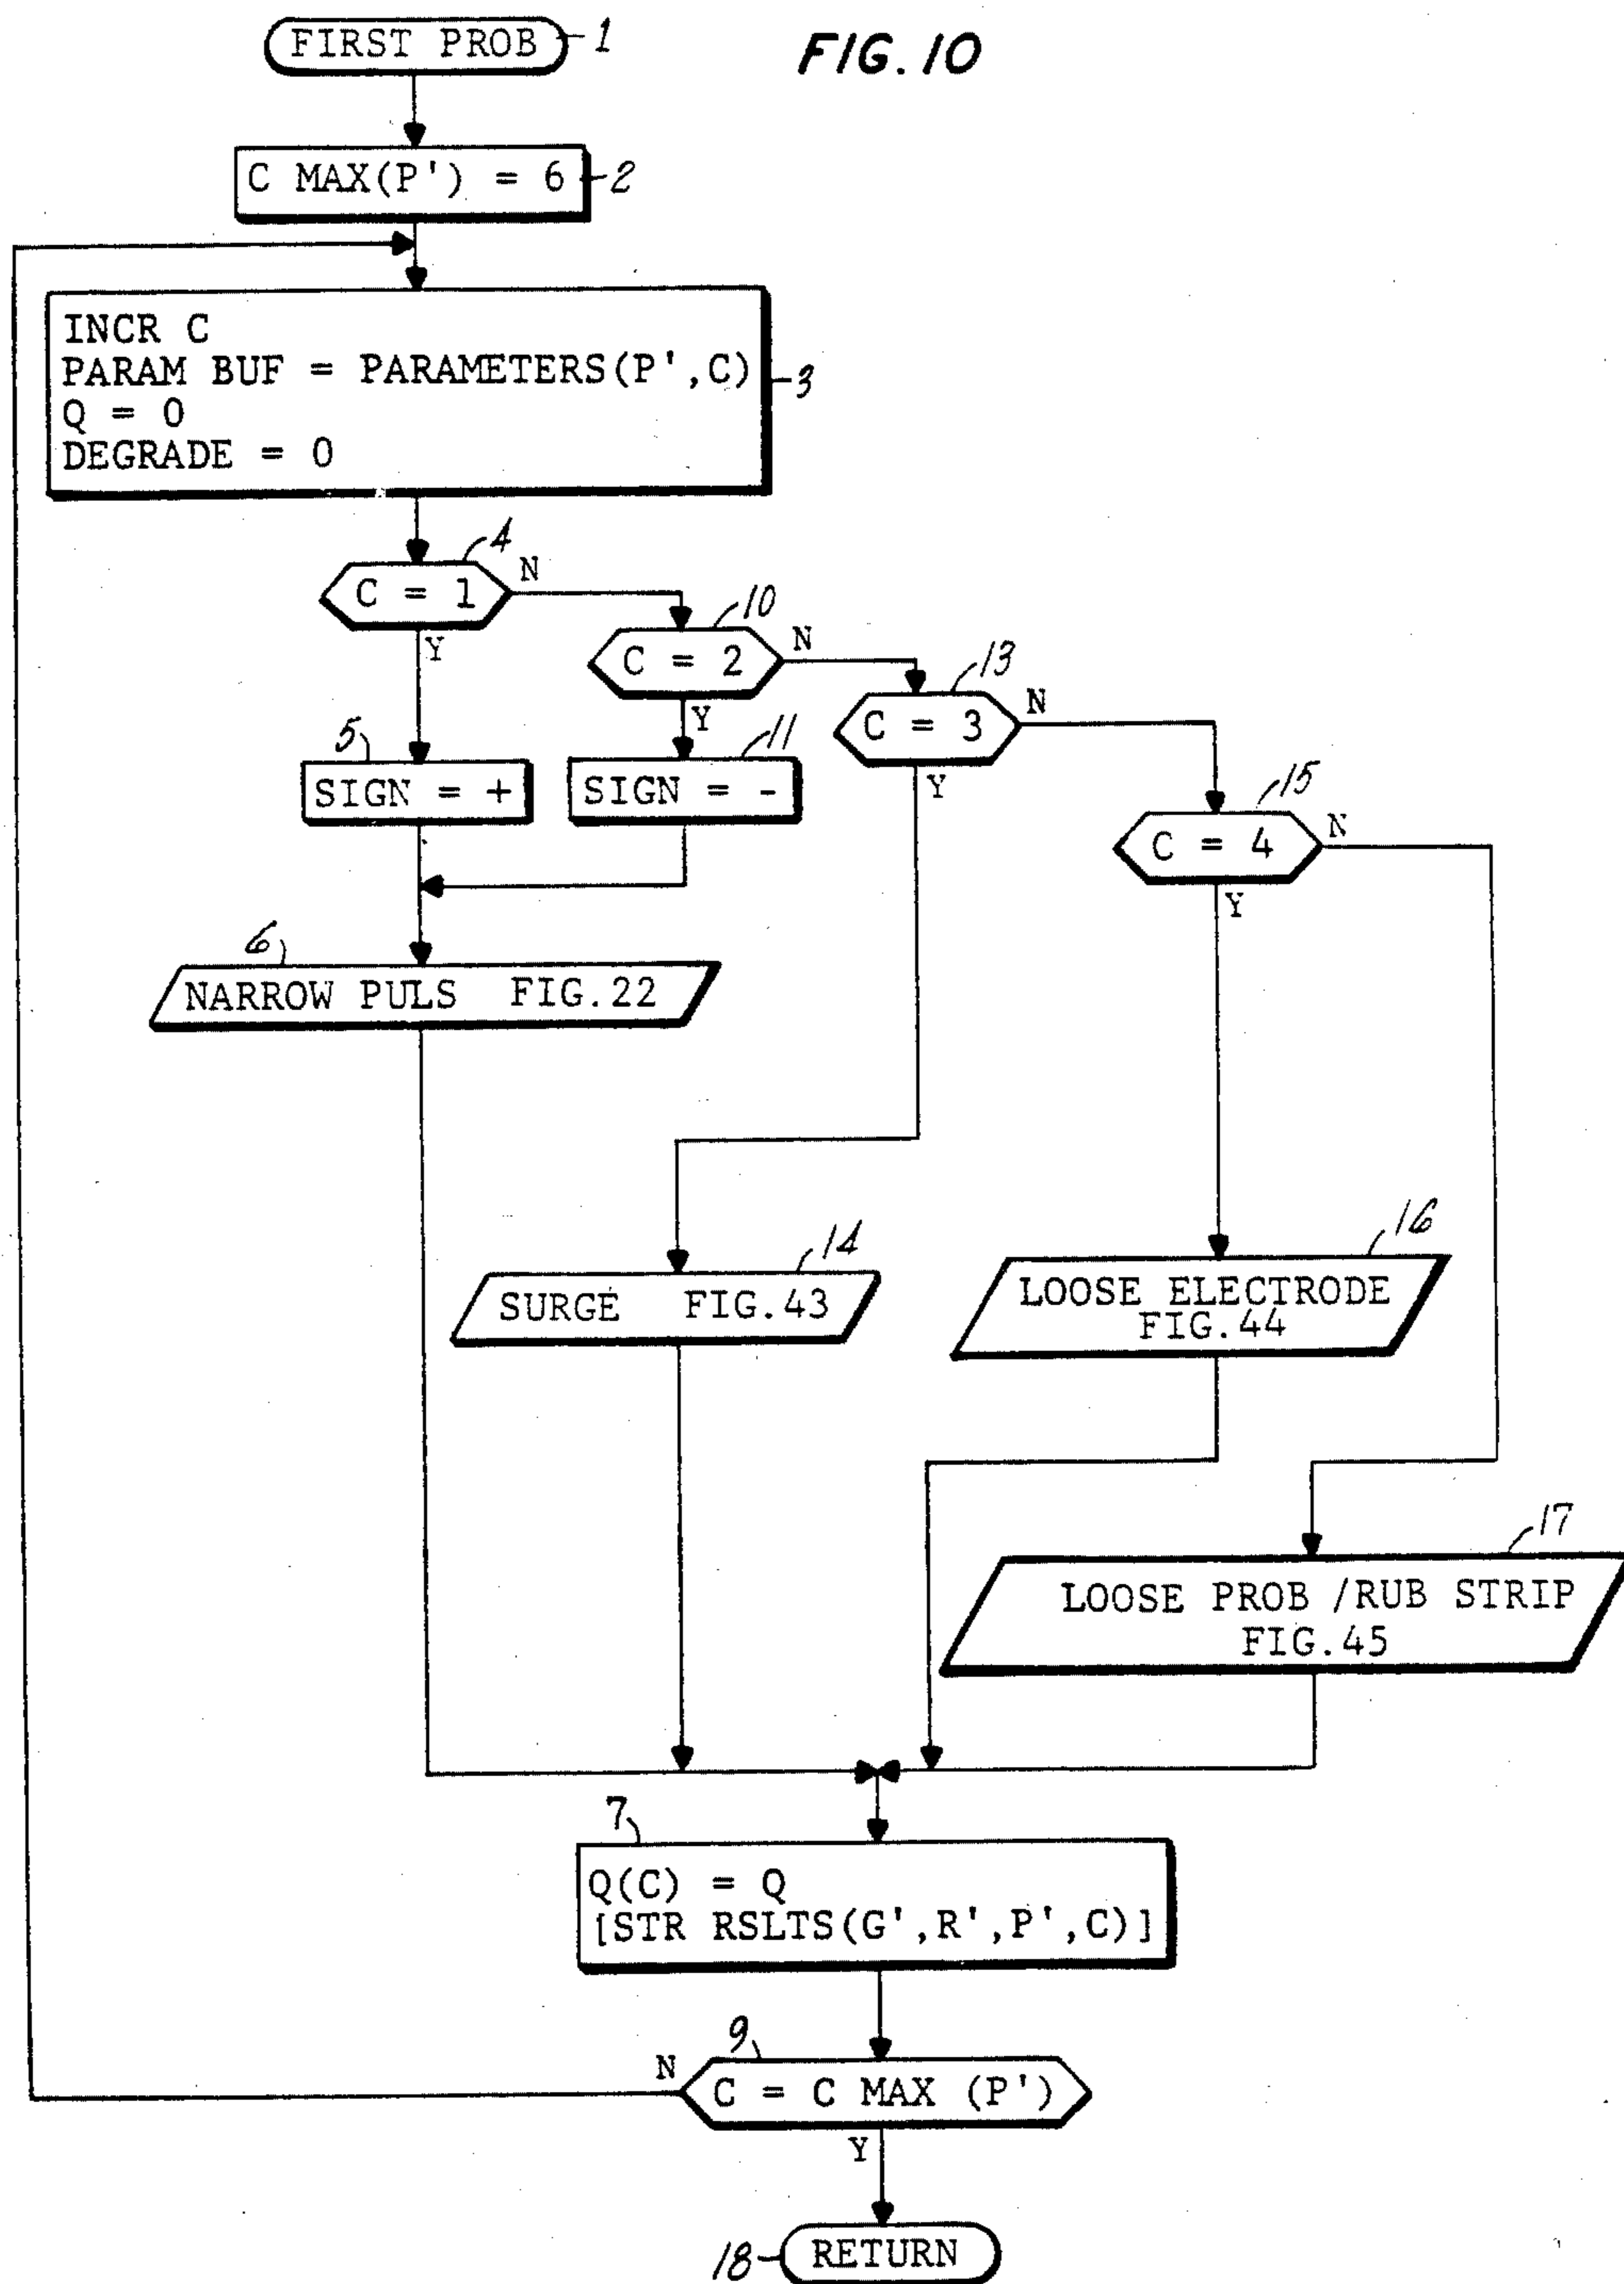 FIRST PROB
1
FIG. 10
C MAX(P') = 6
2
INCR C
PARAM BUF = PARAMETERS(P',C)
Q = 0
DEGRADE = 0
3
4
C = 1
N
Y
10
C = 2
N
Y
13
C = 3
N
Y
5
SIGN = +
11
SIGN = -
15
C = 4
N
Y
6
NARROW PULS FIG.22
14
SURGE FIG.43
16
LOOSE ELECTRODE
FIG.44
17
LOOSE PROB /RUB STRIP
FIG.45
7
Q(C) = Q
[STR RSLTS(G',R',P',C)]
9
N
C = C MAX (P')
Y
18
RETURN